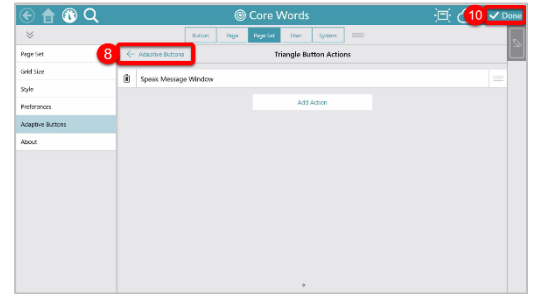 Core Words
10
Done
Button Page Page Set User System
Page Set
8
Adaptive Buttons
Triangle Button Actions
Grid Size
Speak Message Window
Style
Preferences
Add Action
Adaptive Buttons
About